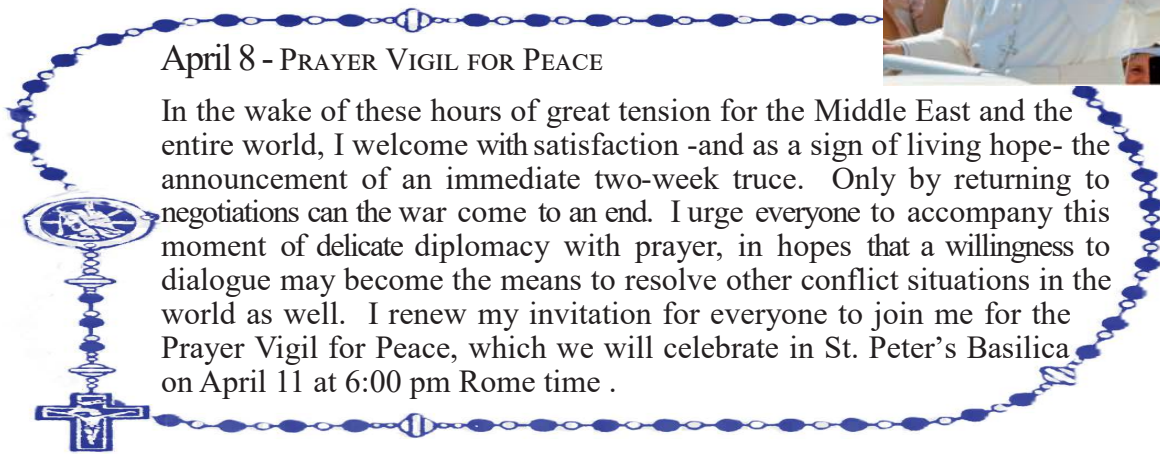 April 8 - PRAYER VIGIL FOR PEACE
In the wake of these hours of great tension for the Middle East and the
entire world, I welcome with satisfaction -and as a sign of living hope- the
announcement of an immediate two-week truce. Only by returning to
negotiations can the war come to an end. I urge everyone to accompany this
moment of delicate diplomacy with prayer, in hopes that a willingness to
dialogue may become the means to resolve other conflict situations in the
world as well. I renew my invitation for everyone to join me for the
Prayer Vigil for Peace, which we will celebrate in St. Peter’s Basilica
on April 11 at 6:00 pm Rome time .